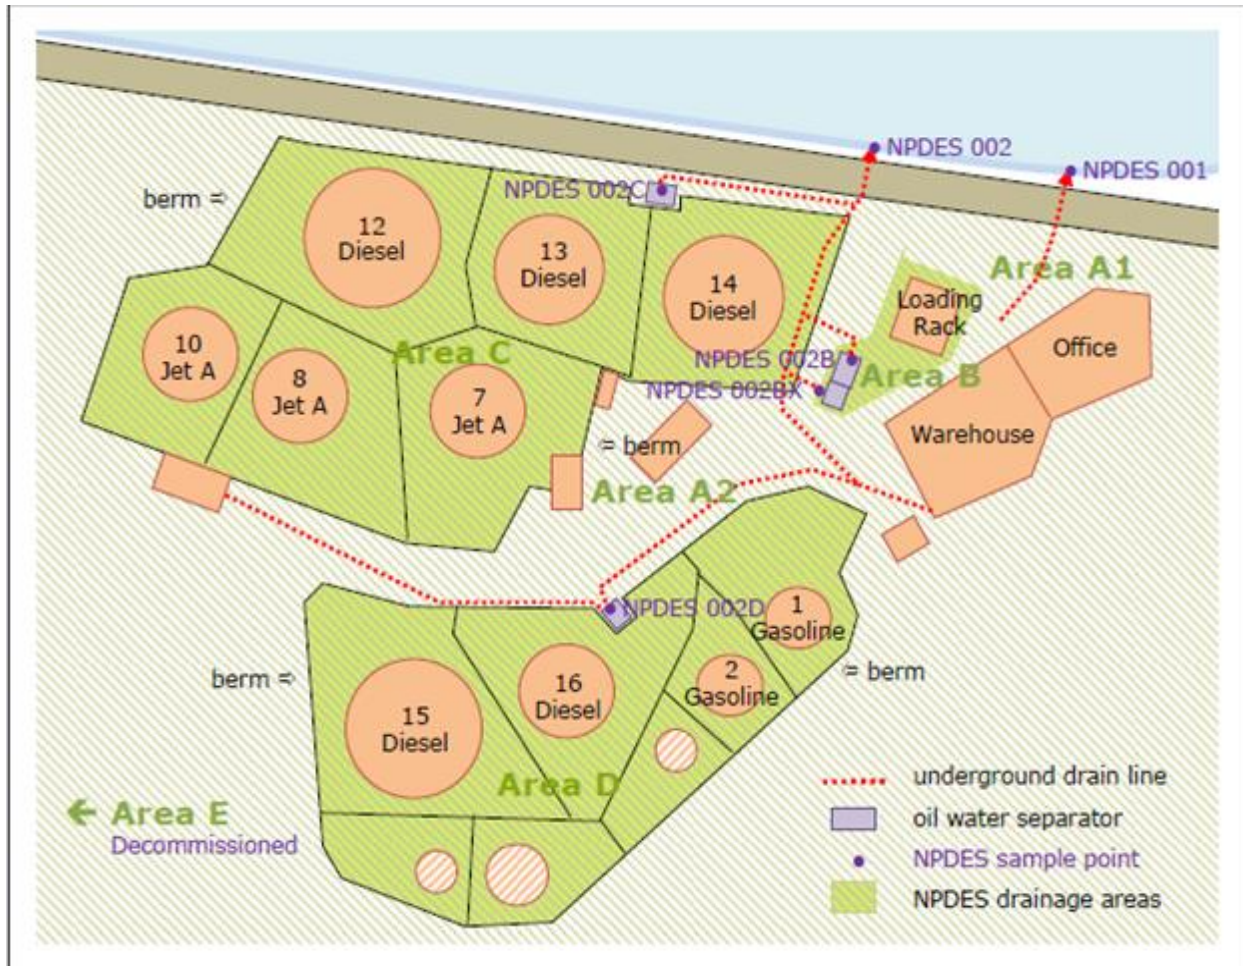 NPDES 002
NPDES 001
NPDES 002C
berm ⇨
12
Diesel
13
Diesel
14
Diesel
Area A1
Loading
Rack
Office
10
Jet A
8
Jet A
Area C
7
Jet A
NPDES 002B
NPDES 002BX
Area B
Warehouse
⇦ berm
Area A2
NPDES 002D
1
Gasoline
2
Gasoline
⇦ berm
berm ⇨
16
Diesel
15
Diesel
Area D
← Area E
Decommissioned
underground drain line
oil water separator
NPDES sample point
NPDES drainage areas